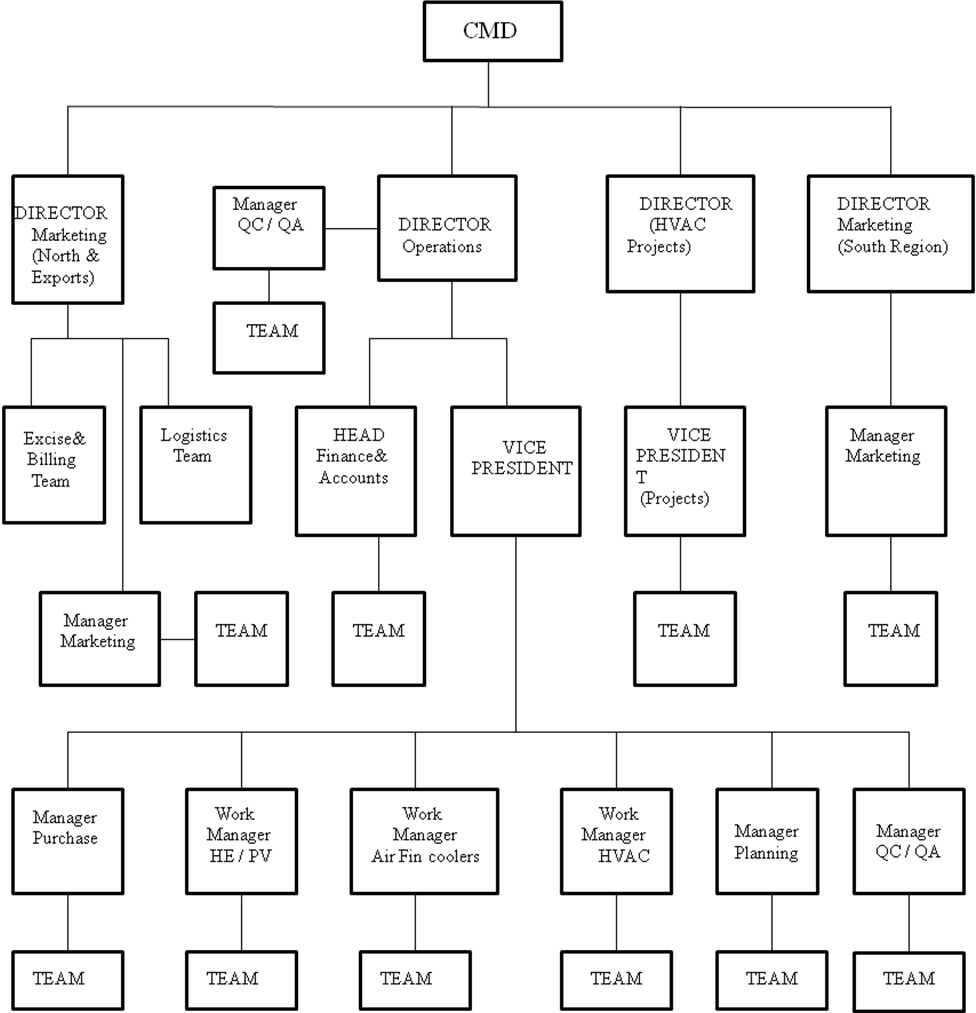 CMD
DIRECTOR
Marketing
(North &
Exports)
Manager
QC / QA
DIRECTOR
Operations
DIRECTOR
(HVAC
Projects)
DIRECTOR
Marketing
(South Region)
TEAM
Excise&
Billing
Team
Logistics
Team
HEAD
Finance&
Accounts
VICE
PRESIDENT
VICE
PRESIDEN
T
(Projects)
Manager
Marketing
Manager
Marketing
TEAM
TEAM
TEAM
TEAM
Manager
Purchase
Work
Manager
HE / PV
Work
Manager
Air Fin coolers
Work
Manager
HVAC
Manager
Planning
Manager
QC / QA
TEAM
TEAM
TEAM
TEAM
TEAM
TEAM